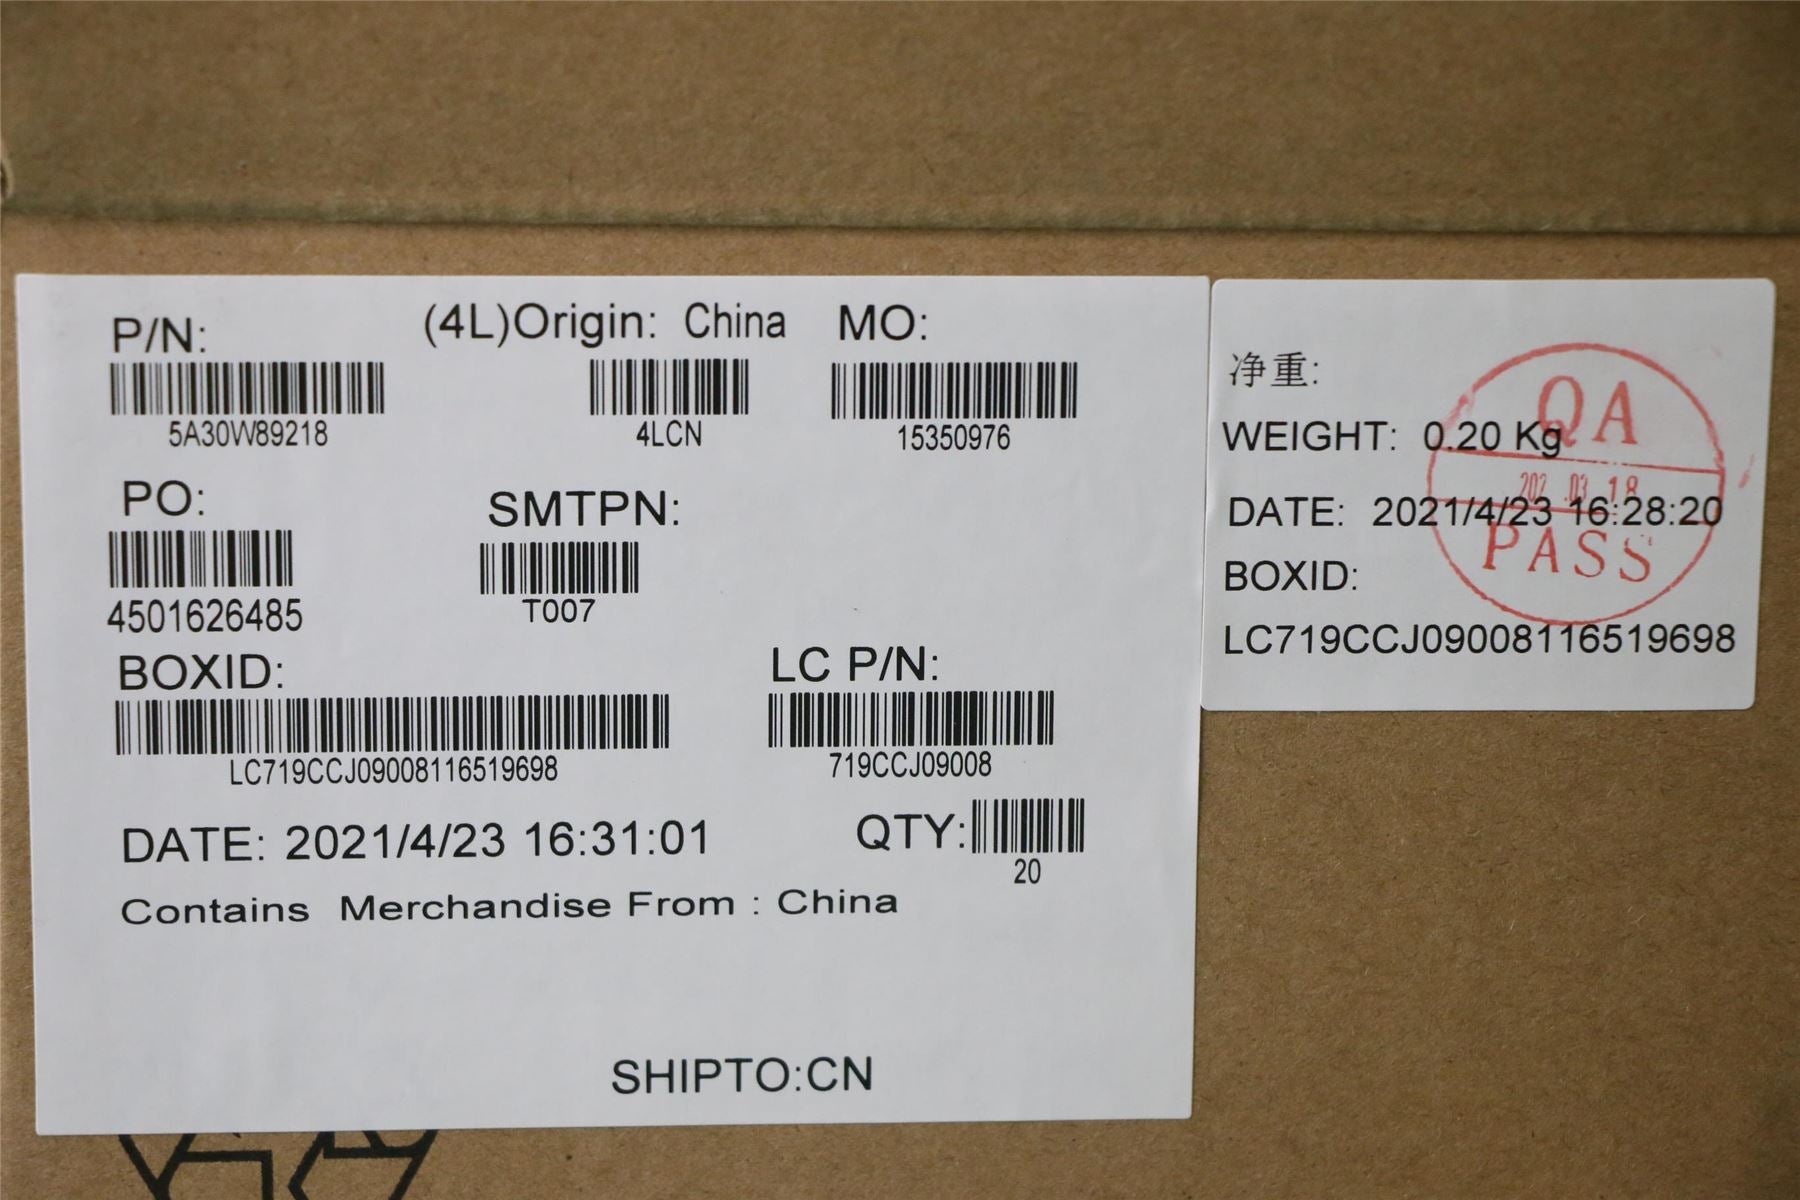 P/N:
(4L)Origin: China
MO:
5A30W89218
4LCN
15350976
PO:
SMTPN:
4501626485
T007
BOXID:
LC P/N:
LC719CCJ09008116519698
719CCJ09008
DATE: 2021/4/23 16:31:01
QTY:
20
Contains Merchandise From : China
SHIPTO:CN
净重:
WEIGHT: 0.20 Kg
DATE: 2021/4/23 16:28:20
BOXID:
LC719CCJ09008116519698
QA
PASS